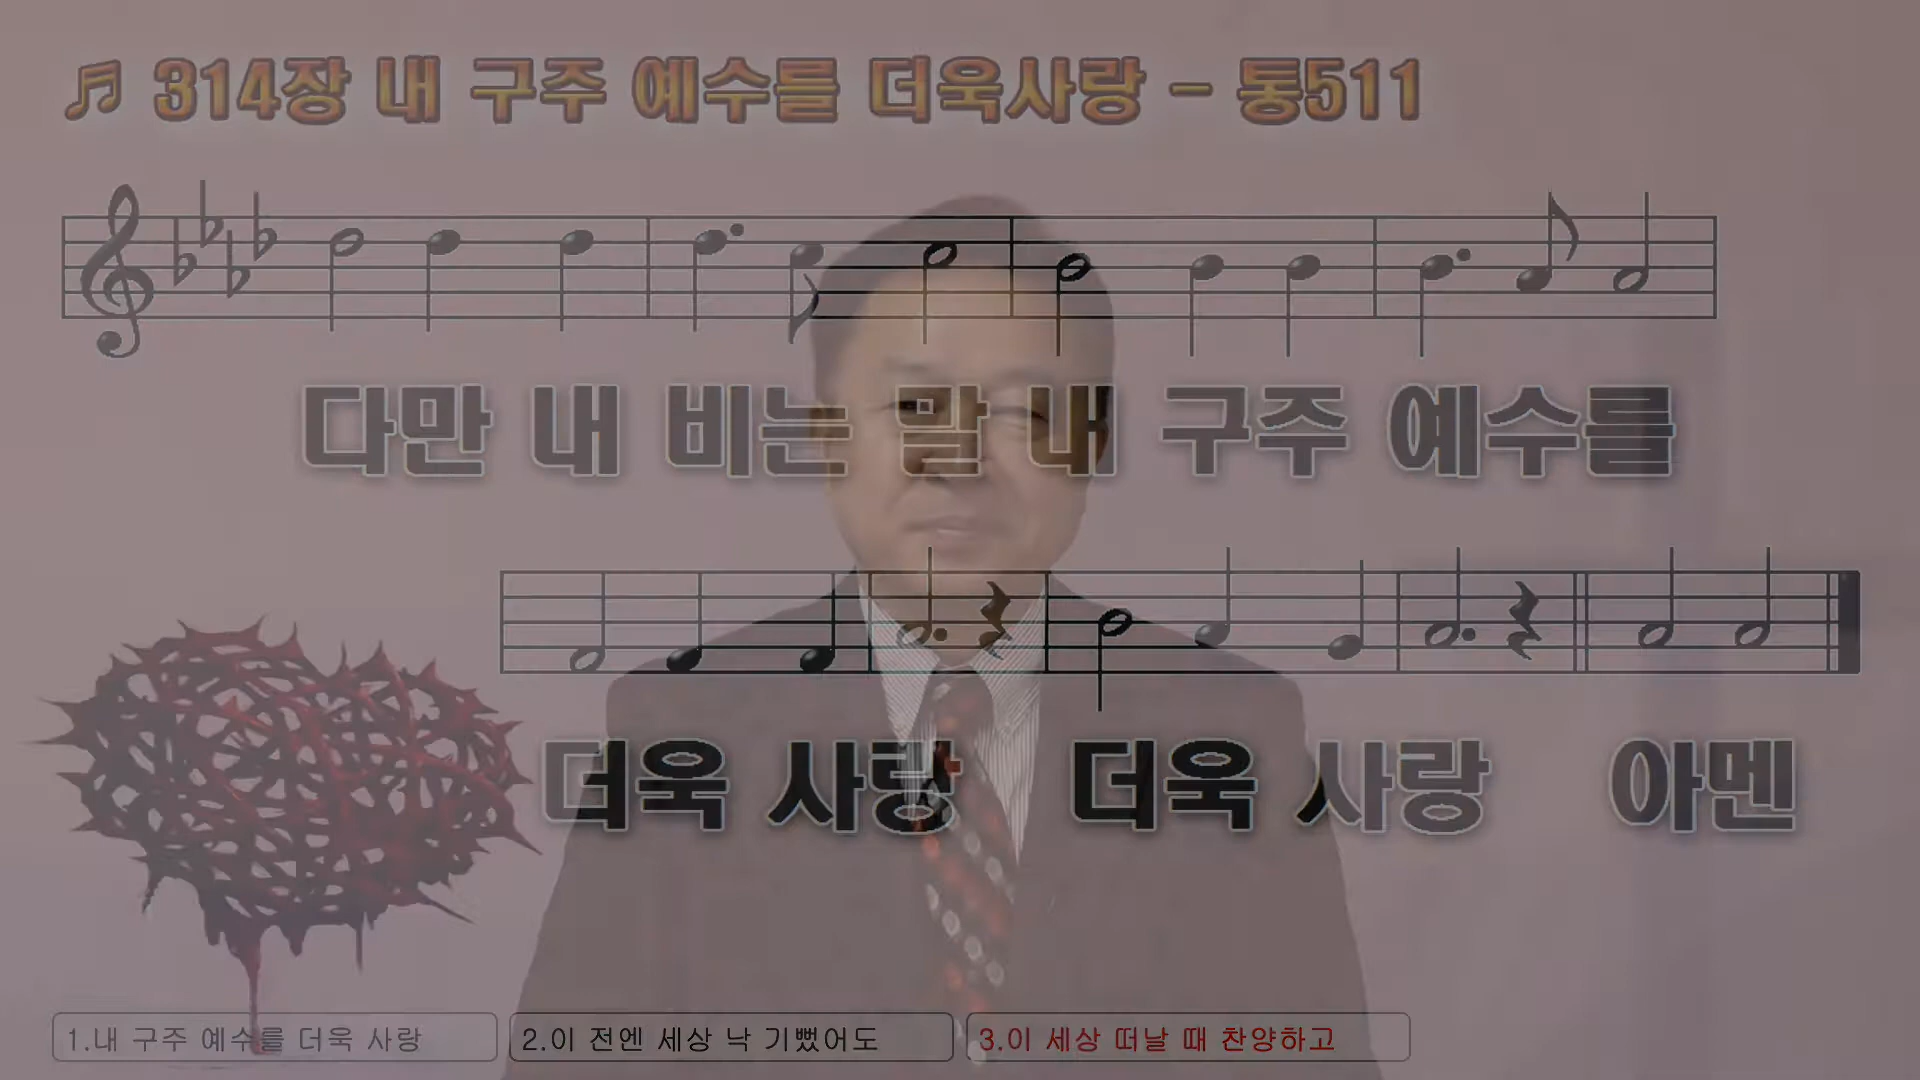 ♬ 314장 내 구주 예수를 더욱사랑 - 통511
다만 내 비는 말 내 구주 예수를
더욱 사랑 더욱 사랑 아멘
1.내 구주 예수를 더욱 사랑
2.이 전엔 세상 낙 기뻤어도
3.이 세상 떠날 때 찬양하고